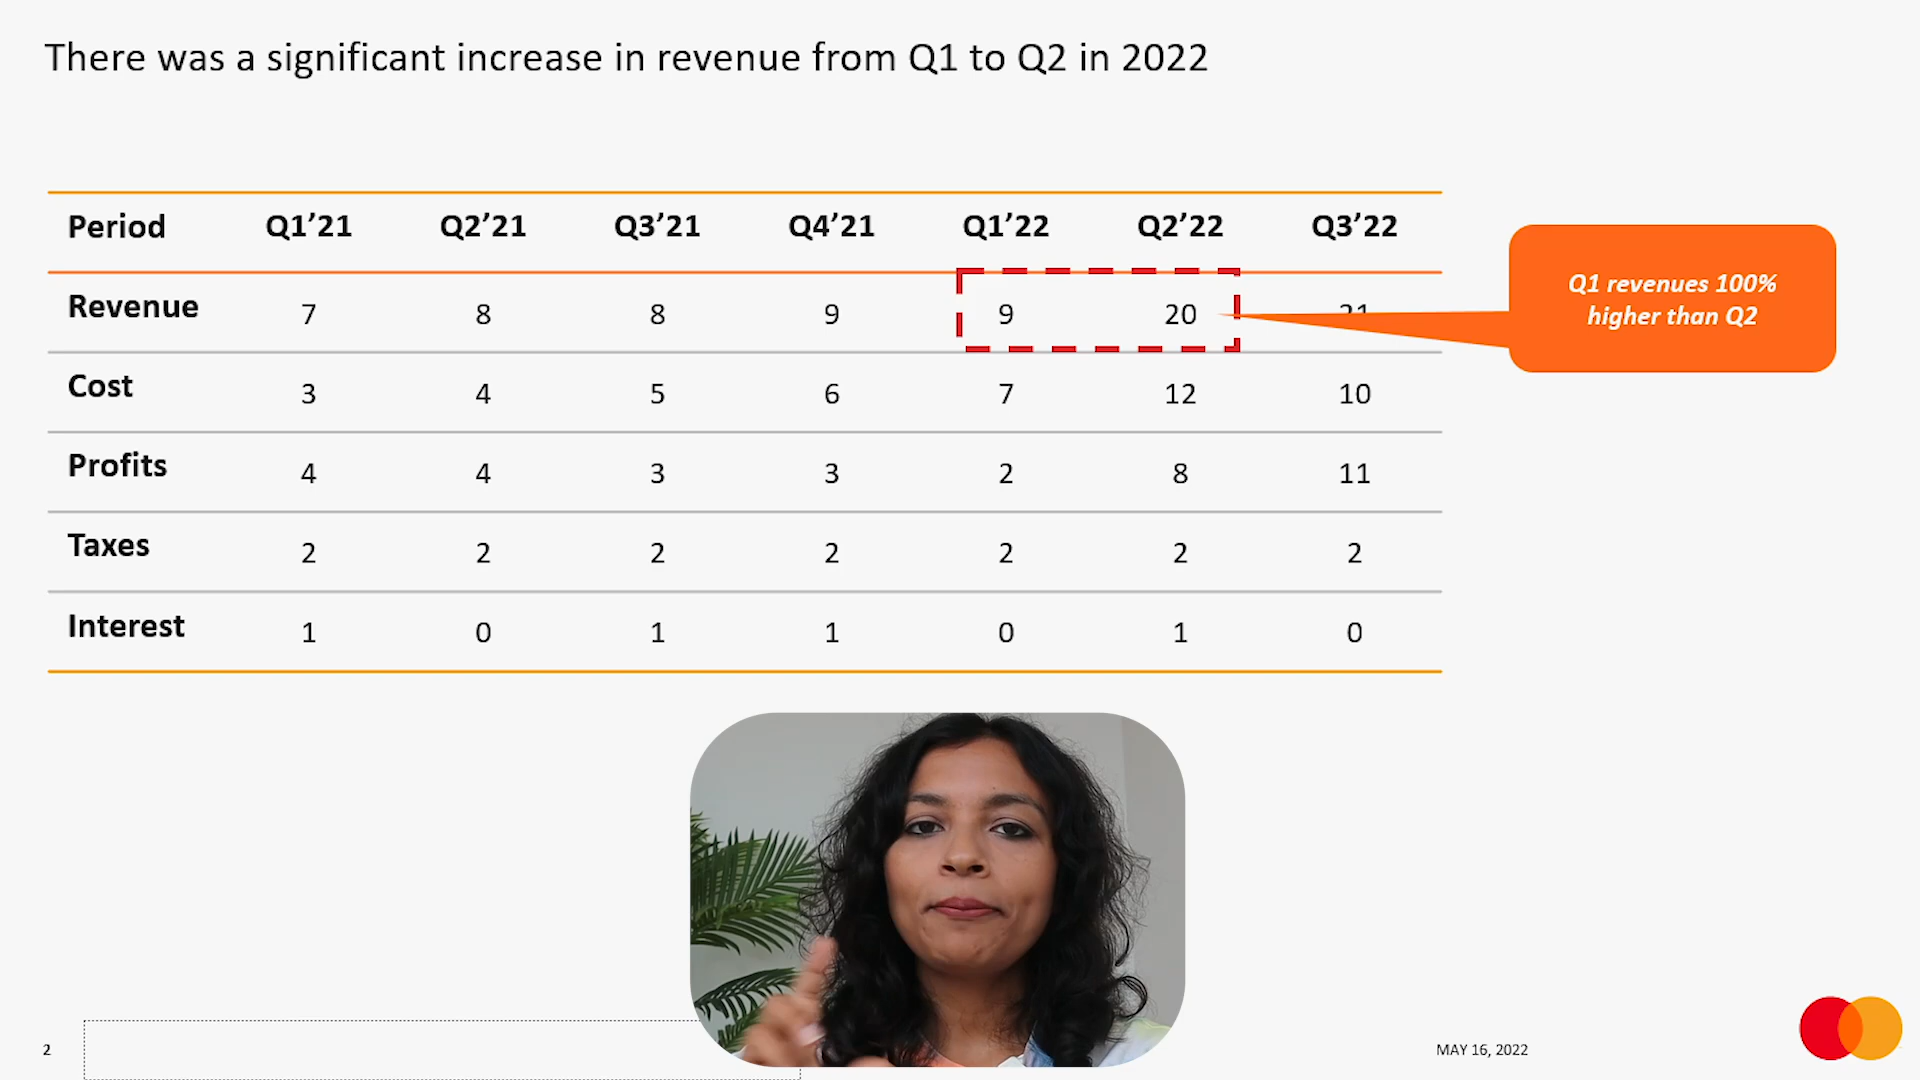 There was a significant increase in revenue from Q1 to Q2 in 2022
Period Q1’21 Q2’21 Q3’21 Q4’21 Q1’22 Q2’22 Q3’22
Revenue 7 8 8 9 9 20 21
Cost 3 4 5 6 7 12 10
Profits 4 4 3 3 2 8 11
Taxes 2 2 2 2 2 2 2
Interest 1 0 1 1 0 1 0
Q1 revenues 100%
higher than Q2
2
MAY 16, 2022